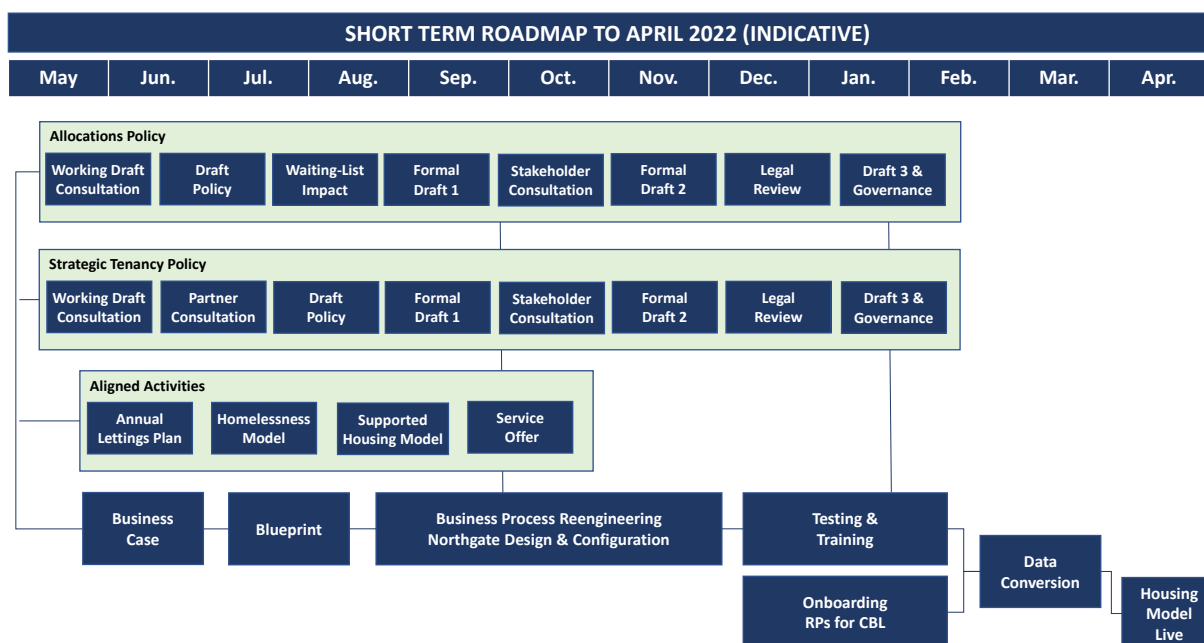 SHORT TERM ROADMAP TO APRIL 2022 (INDICATIVE)
May Jun. Jul. Aug. Sep. Oct. Nov. Dec. Jan. Feb. Mar. Apr.
Allocations Policy
Working Draft
Consultation
Draft
Policy
Waiting-List
Impact
Formal
Draft 1
Stakeholder
Consultation
Formal
Draft 2
Legal
Review
Draft 3 &
Governance
Strategic Tenancy Policy
Working Draft
Consultation
Partner
Consultation
Draft
Policy
Formal
Draft 1
Stakeholder
Consultation
Formal
Draft 2
Legal
Review
Draft 3 &
Governance
Aligned Activities
Annual
Lettings Plan
Homelessness
Model
Supported
Housing Model
Service
Offer
Business
Case
Blueprint
Business Process Reengineering
Northgate Design & Configuration
Testing &
Training
Onboarding
RPs for CBL
Data
Conversion
Housing
Model
Live